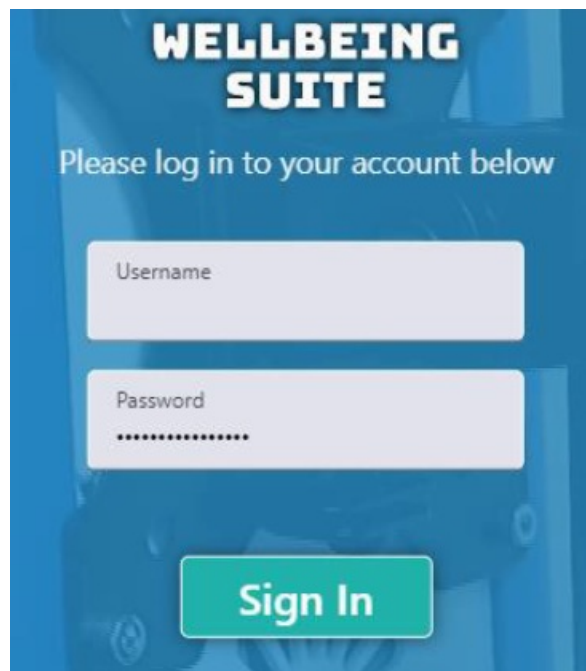 WELLBEING
SUITE
Please log in to your account below
Username
Password
••••••••••••••••
Sign In